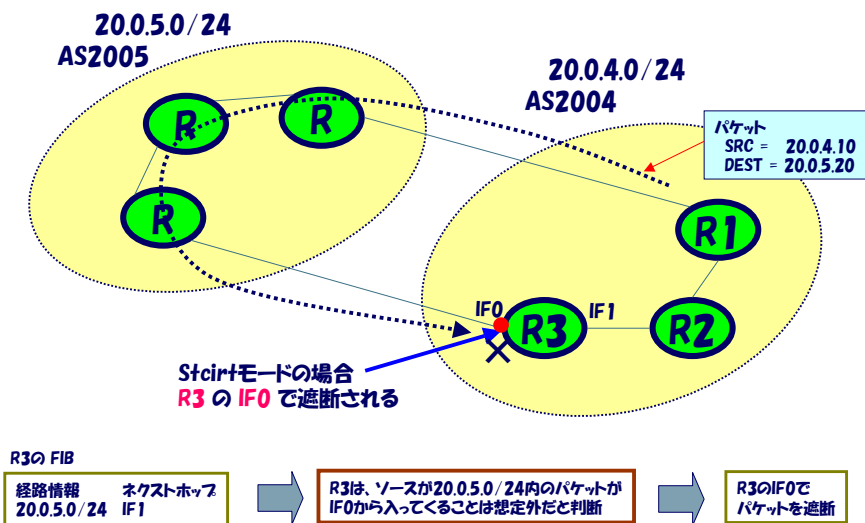 20.0.5.0/24
AS2005
20.0.4.0/24
AS2004
パケット
SRC = 20.0.4.10
DEST = 20.0.5.20
R
R
R
R1
IF0
R3
IF1
R2
Stcirtモードの場合
R3 の IF0 で遮断される
R3の FIB
経路情報 ネクストホップ
20.0.5.0/24 IF1
R3は、ソースが20.0.5.0/24内のパケットが
IF0から入ってくることは想定外だと判断
R3のIF0で
パケットを遮断